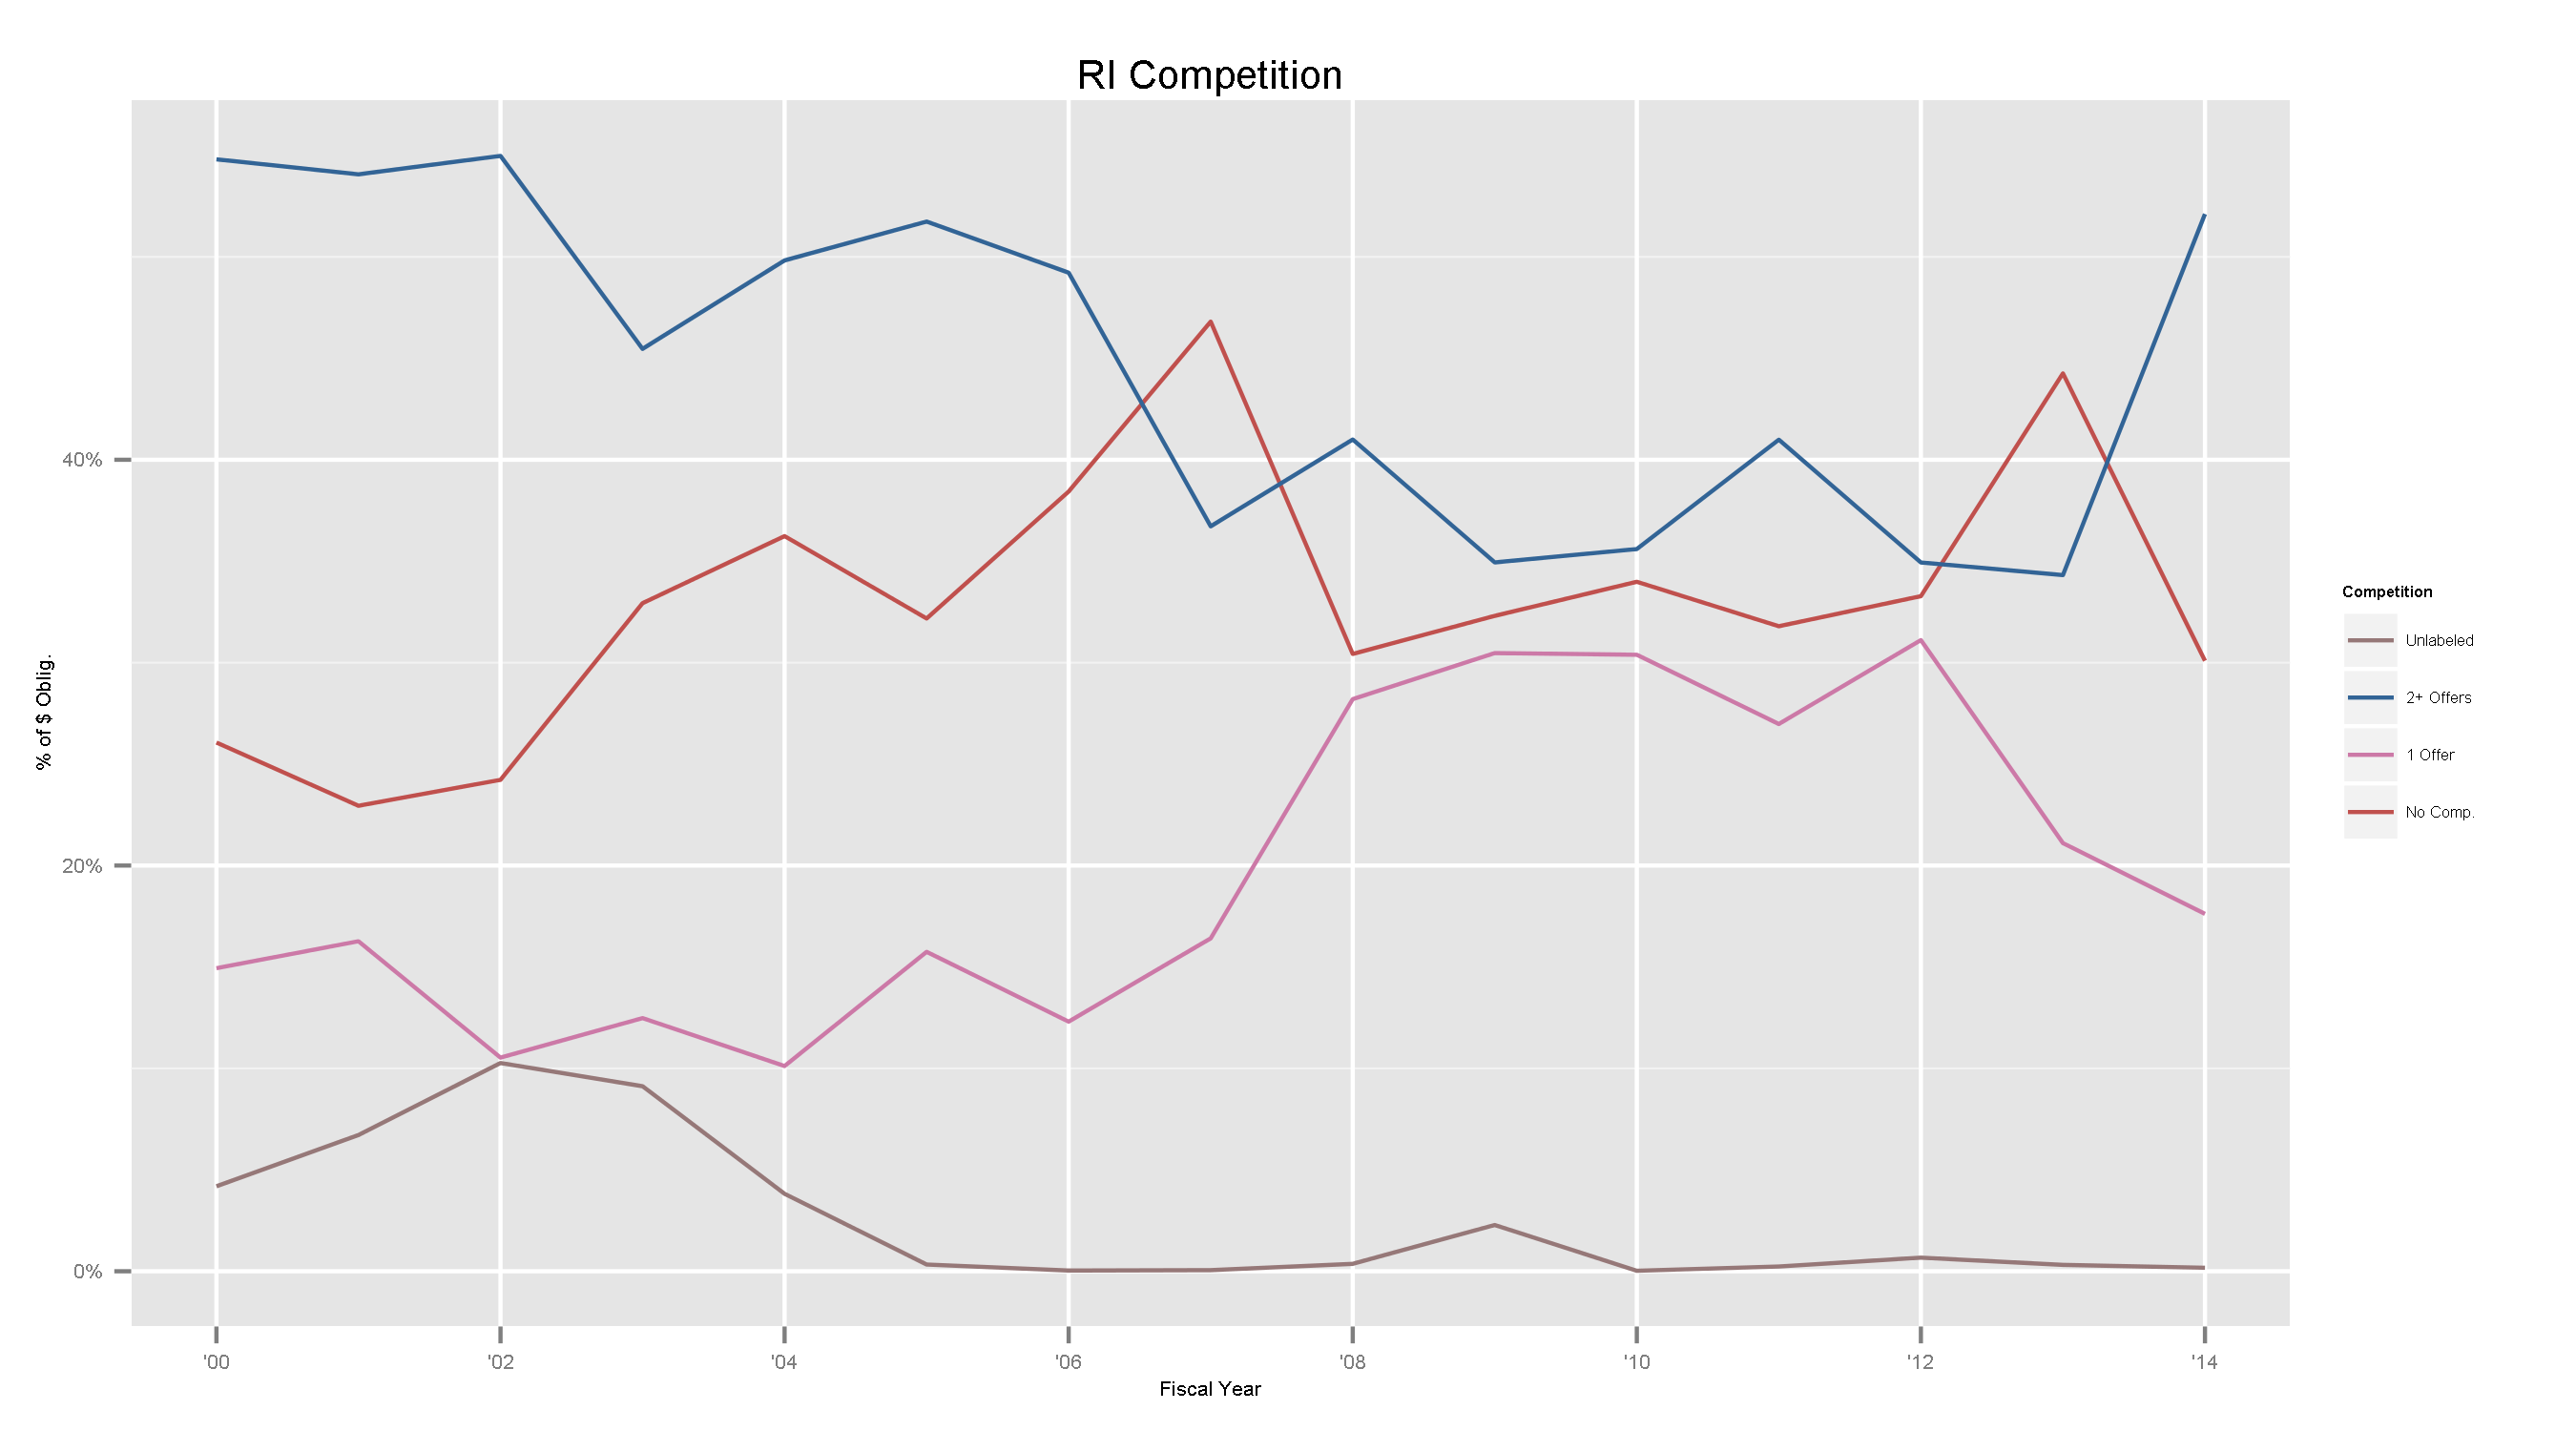 RI Competition
% of $ Oblig.
40%
20%
0%
'00
'02
'04
'06
'08
'10
'12
'14
Fiscal Year
Competition
Unlabeled
2+ Offers
1 Offer
No Comp.